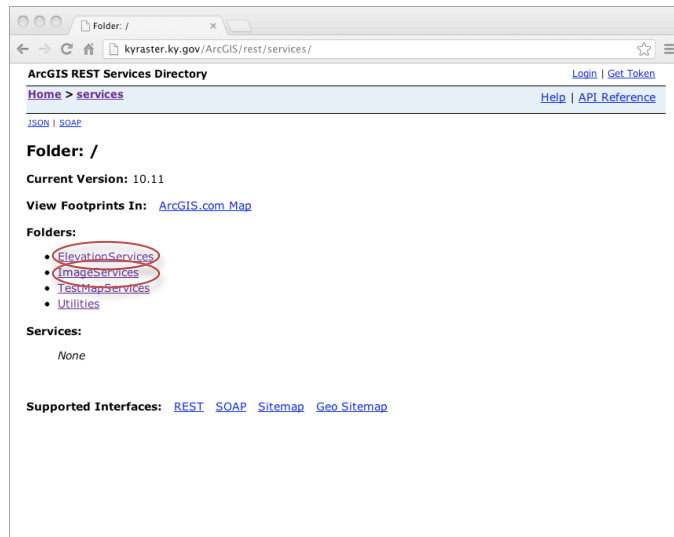 Folder: /
kyraster.ky.gov/ArcGIS/rest/services/
ArcGIS REST Services Directory
Login | Get Token
Home > services
Help | API Reference
JSON | SOAP
Folder: /
Current Version: 10.11
View Footprints In: ArcGIS.com Map
Folders:
ElevationServices
ImageServices
TestMapServices
Utilities
Services:
None
Supported Interfaces: REST SOAP Sitemap Geo Sitemap